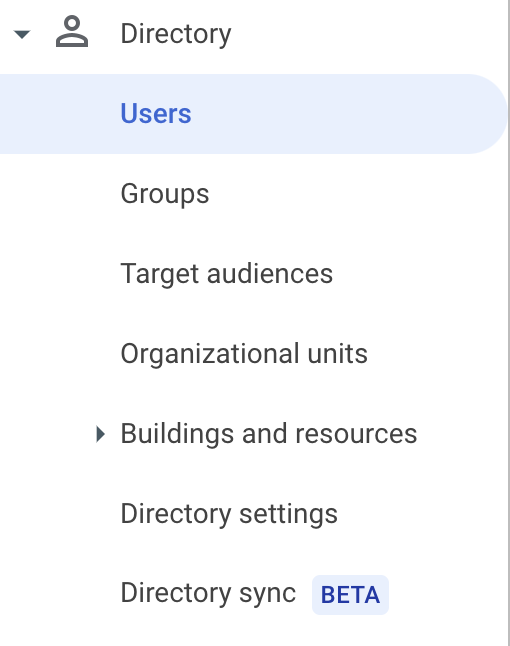 Directory
Users
Groups
Target audiences
Organizational units
Buildings and resources
Directory settings
Directory sync BETA